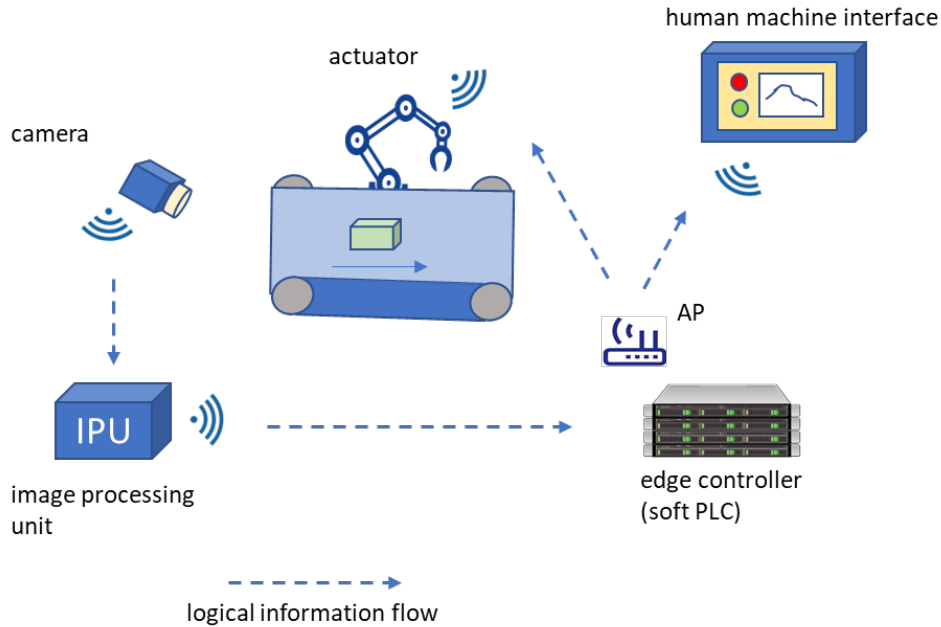 human machine interface
actuator
camera
AP
IPU
image processing
unit
edge controller
(soft PLC)
logical information flow